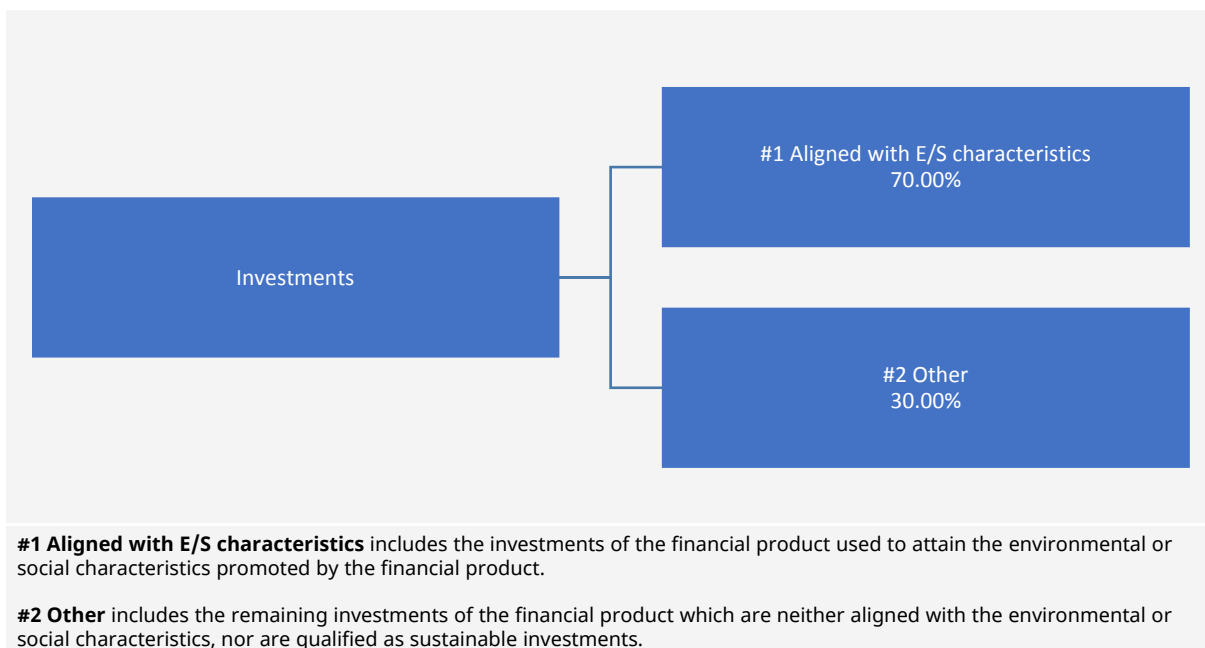 #1 Aligned with E/S characteristics
70.00%
Investments
#2 Other
30.00%
#1 Aligned with E/S characteristics includes the investments of the financial product used to attain the environmental or
social characteristics promoted by the financial product.
#2 Other includes the remaining investments of the financial product which are neither aligned with the environmental or
social characteristics, nor are qualified as sustainable investments.